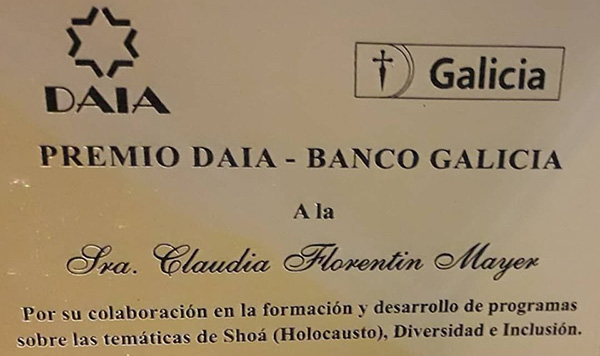 DAIA
Galicia
PREMIO DAIA - BANCO GALICIA
A la
Sra. Claudia Florentin Mayer
Por su colaboración en la formación y desarrollo de programas
sobre las temáticas de Shoá (Holocausto), Diversidad e Inclusión.